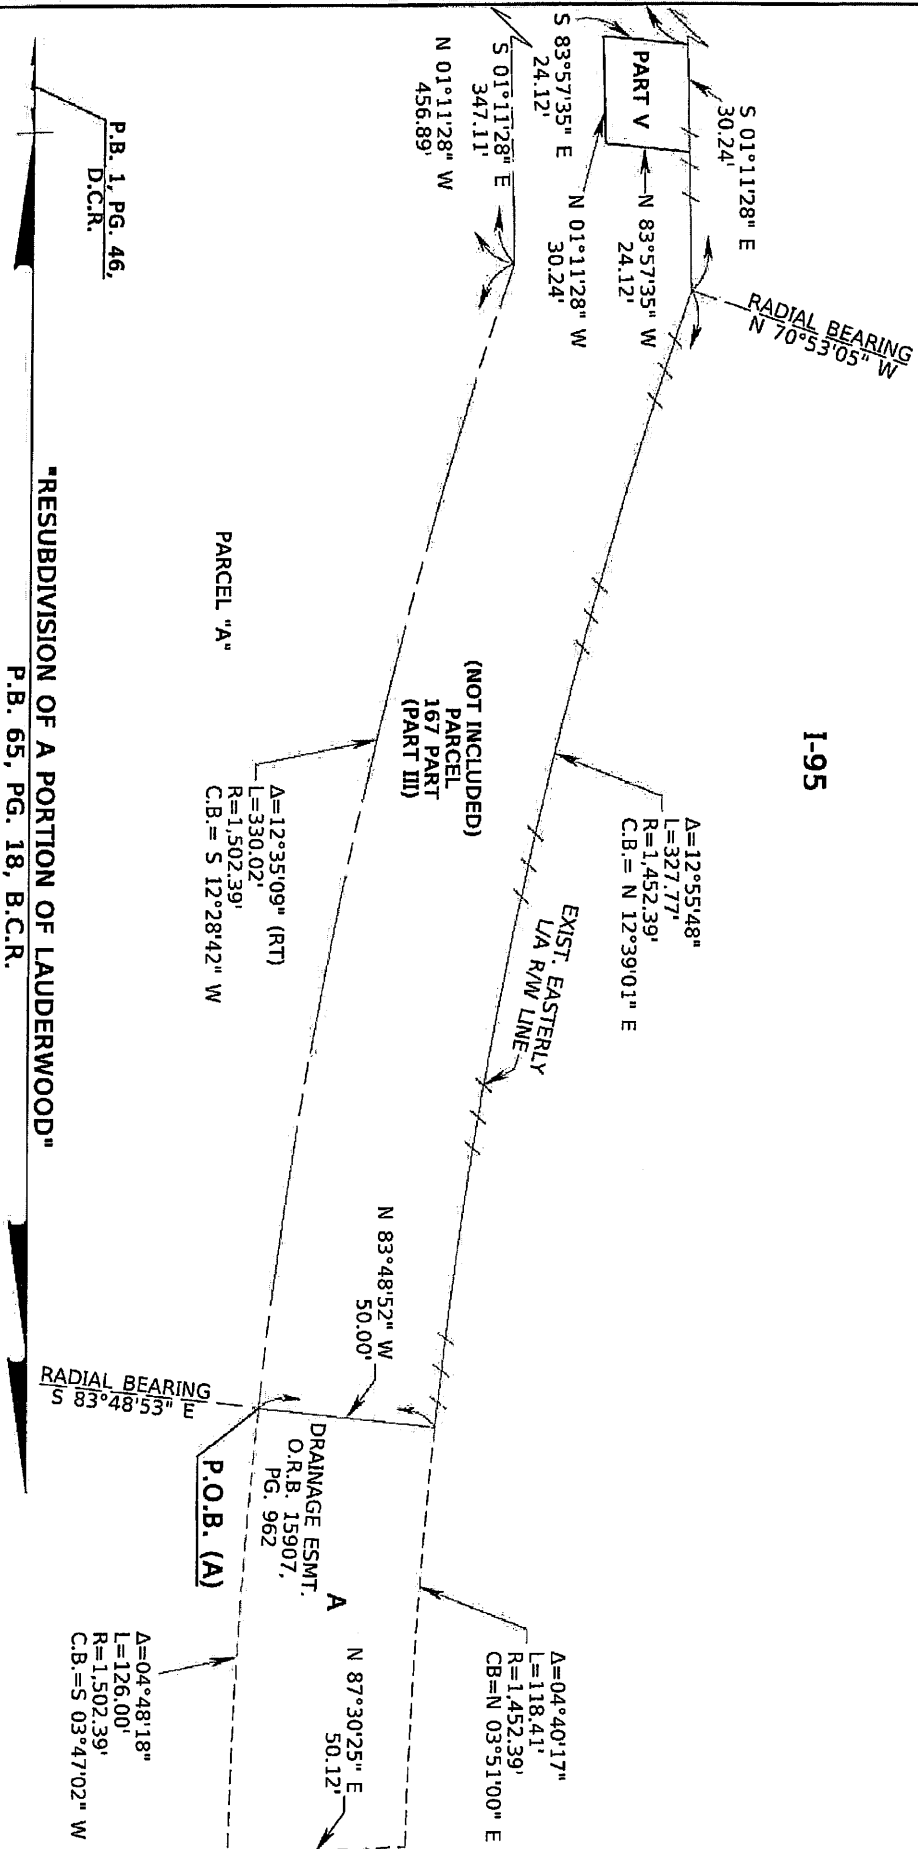 I-95
RADIAL BEARING
N 70°53'05" W
S 01°11'28" E
30.24'
PART V
S 83°57'35" E
24.12'
N 83°57'35" W
24.12'
N 01°11'28" W
30.24'
S 01°11'28" E
347.11'
N 01°11'28" W
456.89'
P.B. 1, PG. 46,
D.C.R.
Δ=12°55'48"
L=327.77'
R=1,452.39'
C.B.= N 12°39'01" E
EXIST. EASTERLY
L/A R/W LINE
(NOT INCLUDED)
PARCEL
167 PART
(PART III)
PARCEL "A"
Δ=12°35'09" (RT)
L=330.02'
R=1,502.39'
C.B.= S 12°28'42" W
"RESUBDIVISION OF A PORTION OF LAUDERWOOD"
P.B. 65, PG. 18, B.C.R.
N 83°48'52" W
50.00'
RADIAL BEARING
S 83°48'53" E
DRAINAGE ESMT.
O.R.B. 15907,
PG. 962
P.O.B. (A)
A
N 87°30'25" E
50.12'
Δ=04°40'17"
L=118.41'
R=1,452.39'
CB=N 03°51'00" E
Δ=04°48'18"
L=126.00'
R=1,502.39'
C.B.=S 03°47'02" W